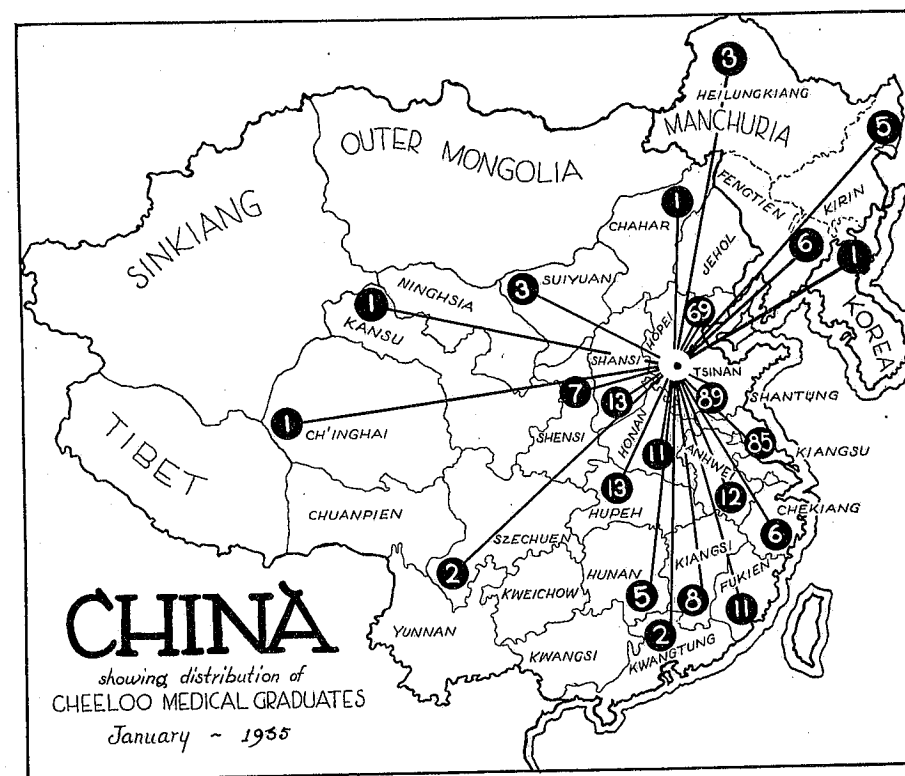 3
HEILUNGKIANG
MANCHURIA
5
OUTER MONGOLIA
FENGTIEN
KIRIN
SINKIANG
1
CHAHAR
6
1
JEHOL
NINGHSIA
3
SUIYUAN
1
KANSU
HOPEI
69
KOREA
SHANSI
TSINAN
7
13
89
SHANTUNG
1
CH'INGHAI
SHENSI
HONAN
11
ANHWEI
85
KIANGSU
TIBET
13
HUPEH
12
CHEKIANG
CHUANPIEN
SZECHUEN
6
KIANGSI
2
HUNAN
FUKIEN
KWEICHOW
5
8
11
YUNNAN
2
KWANGSI
KWANGTUNG
CHINA
showing distribution of
CHEELOO MEDICAL GRADUATES
January ~ 1935